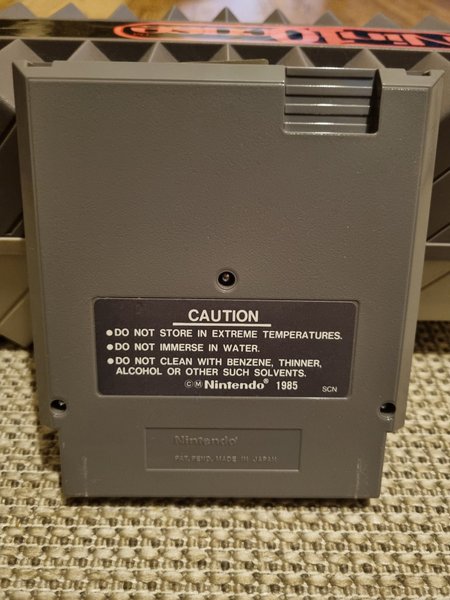 CAUTION
●DO NOT STORE IN EXTREME TEMPERATURES.
●DO NOT IMMERSE IN WATER.
●DO NOT CLEAN WITH BENZENE, THINNER,
ALCOHOL OR OTHER SUCH SOLVENTS.
©Ⓜ Nintendo® 1985
SCN
Nintendo®
PAT. PEND. MADE IN JAPAN